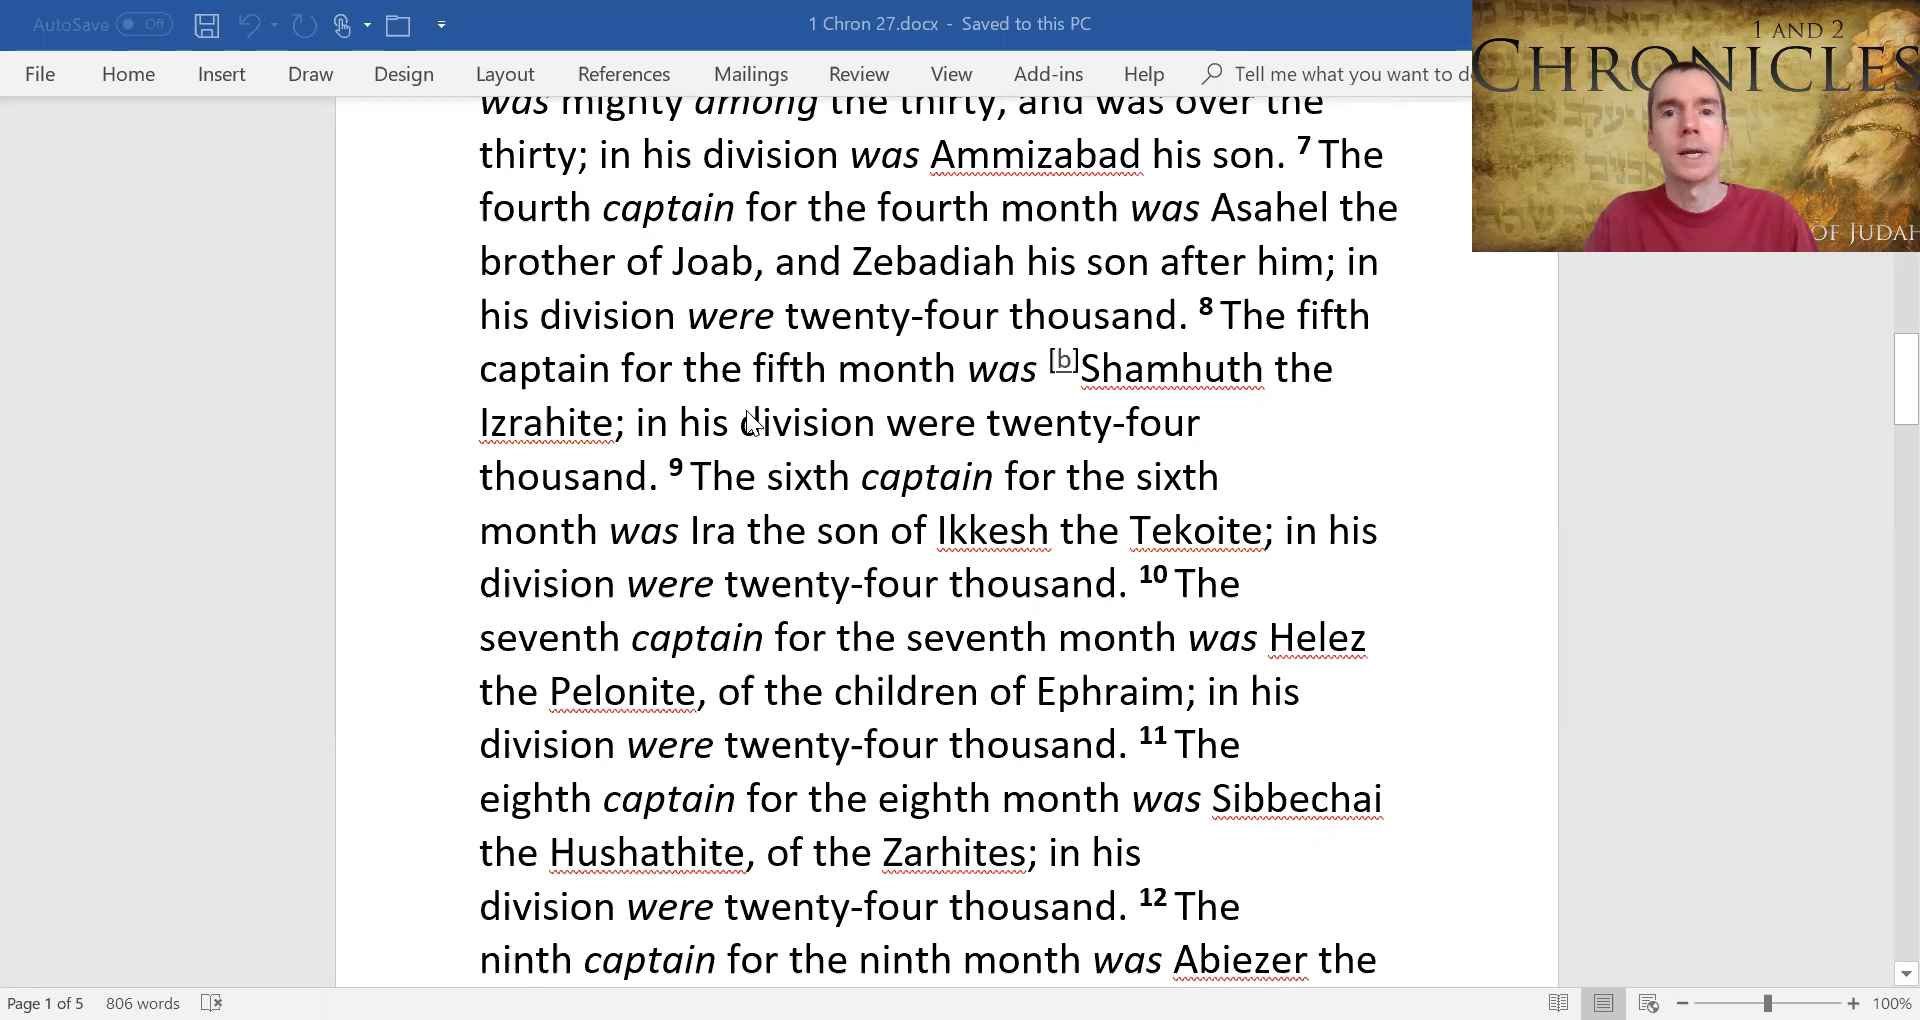 AutoSave Off
1 Chron 27.docx - Saved to this PC
File Home Insert Draw Design Layout References Mailings Review View Add-ins Help Tell me what you want to d
1 AND 2
CHRONICLES
OF JUDAH
was mighty among the thirty, and was over the
thirty; in his division was Ammizabad his son. 7 The
fourth captain for the fourth month was Asahel the
brother of Joab, and Zebadiah his son after him; in
his division were twenty-four thousand. 8 The fifth
captain for the fifth month was [b]Shamhuth the
Izrahite; in his division were twenty-four
thousand. 9 The sixth captain for the sixth
month was Ira the son of Ikkesh the Tekoite; in his
division were twenty-four thousand. 10 The
seventh captain for the seventh month was Helez
the Pelonite, of the children of Ephraim; in his
division were twenty-four thousand. 11 The
eighth captain for the eighth month was Sibbechai
the Hushathite, of the Zarhites; in his
division were twenty-four thousand. 12 The
ninth captain for the ninth month was Abiezer the
Page 1 of 5 806 words
100%